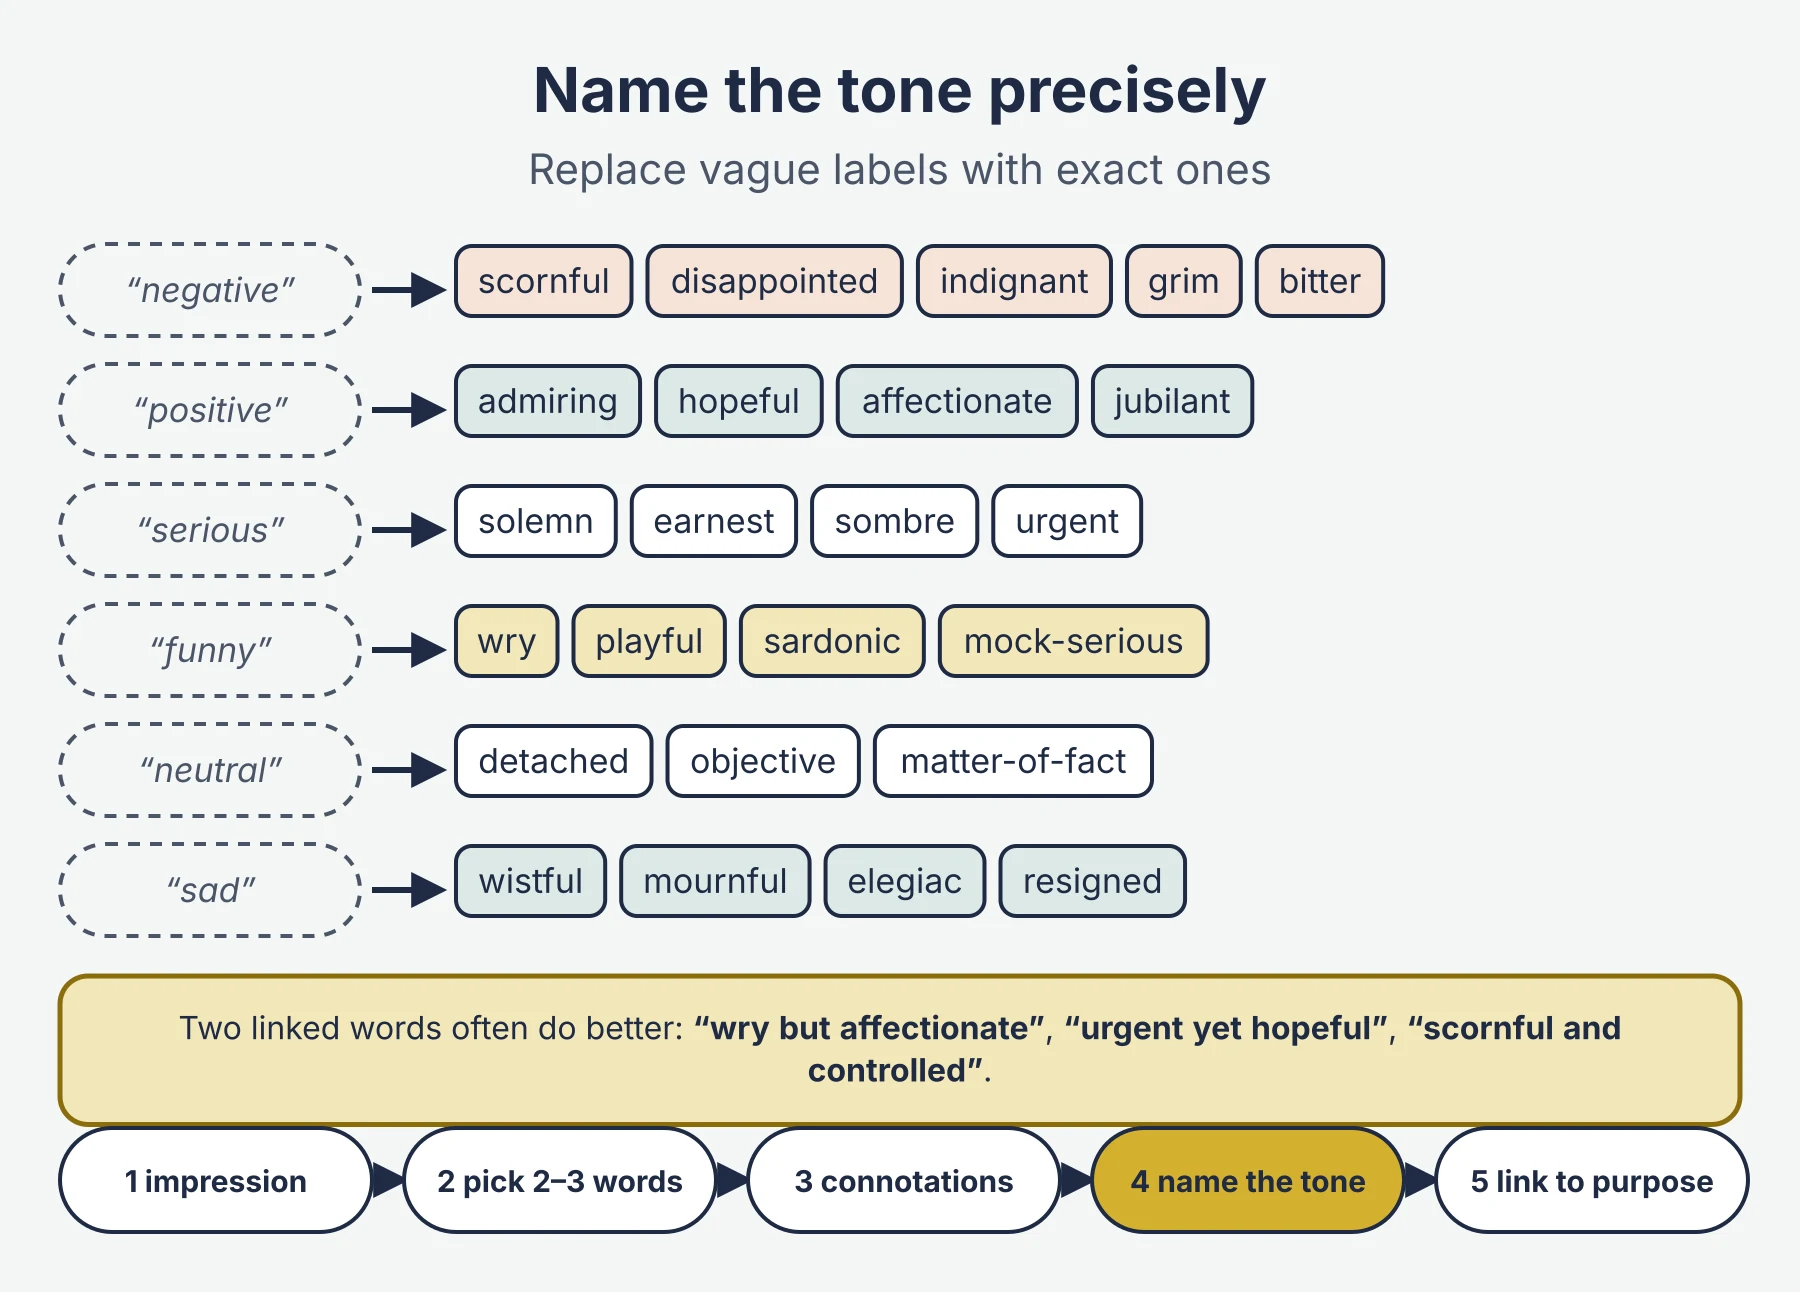 Name the tone precisely
Replace vague labels with exact ones
“negative” scornful disappointed indignant grim bitter
“positive” admiring hopeful affectionate jubilant
“serious” solemn earnest sombre urgent
“funny” wry playful sardonic mock-serious
“neutral” detached objective matter-of-fact
“sad” wistful mournful elegiac resigned
Two linked words often do better: “wry but affectionate”, “urgent yet hopeful”, “scornful and
controlled”.
1 impression 2 pick 2–3 words 3 connotations 4 name the tone 5 link to purpose